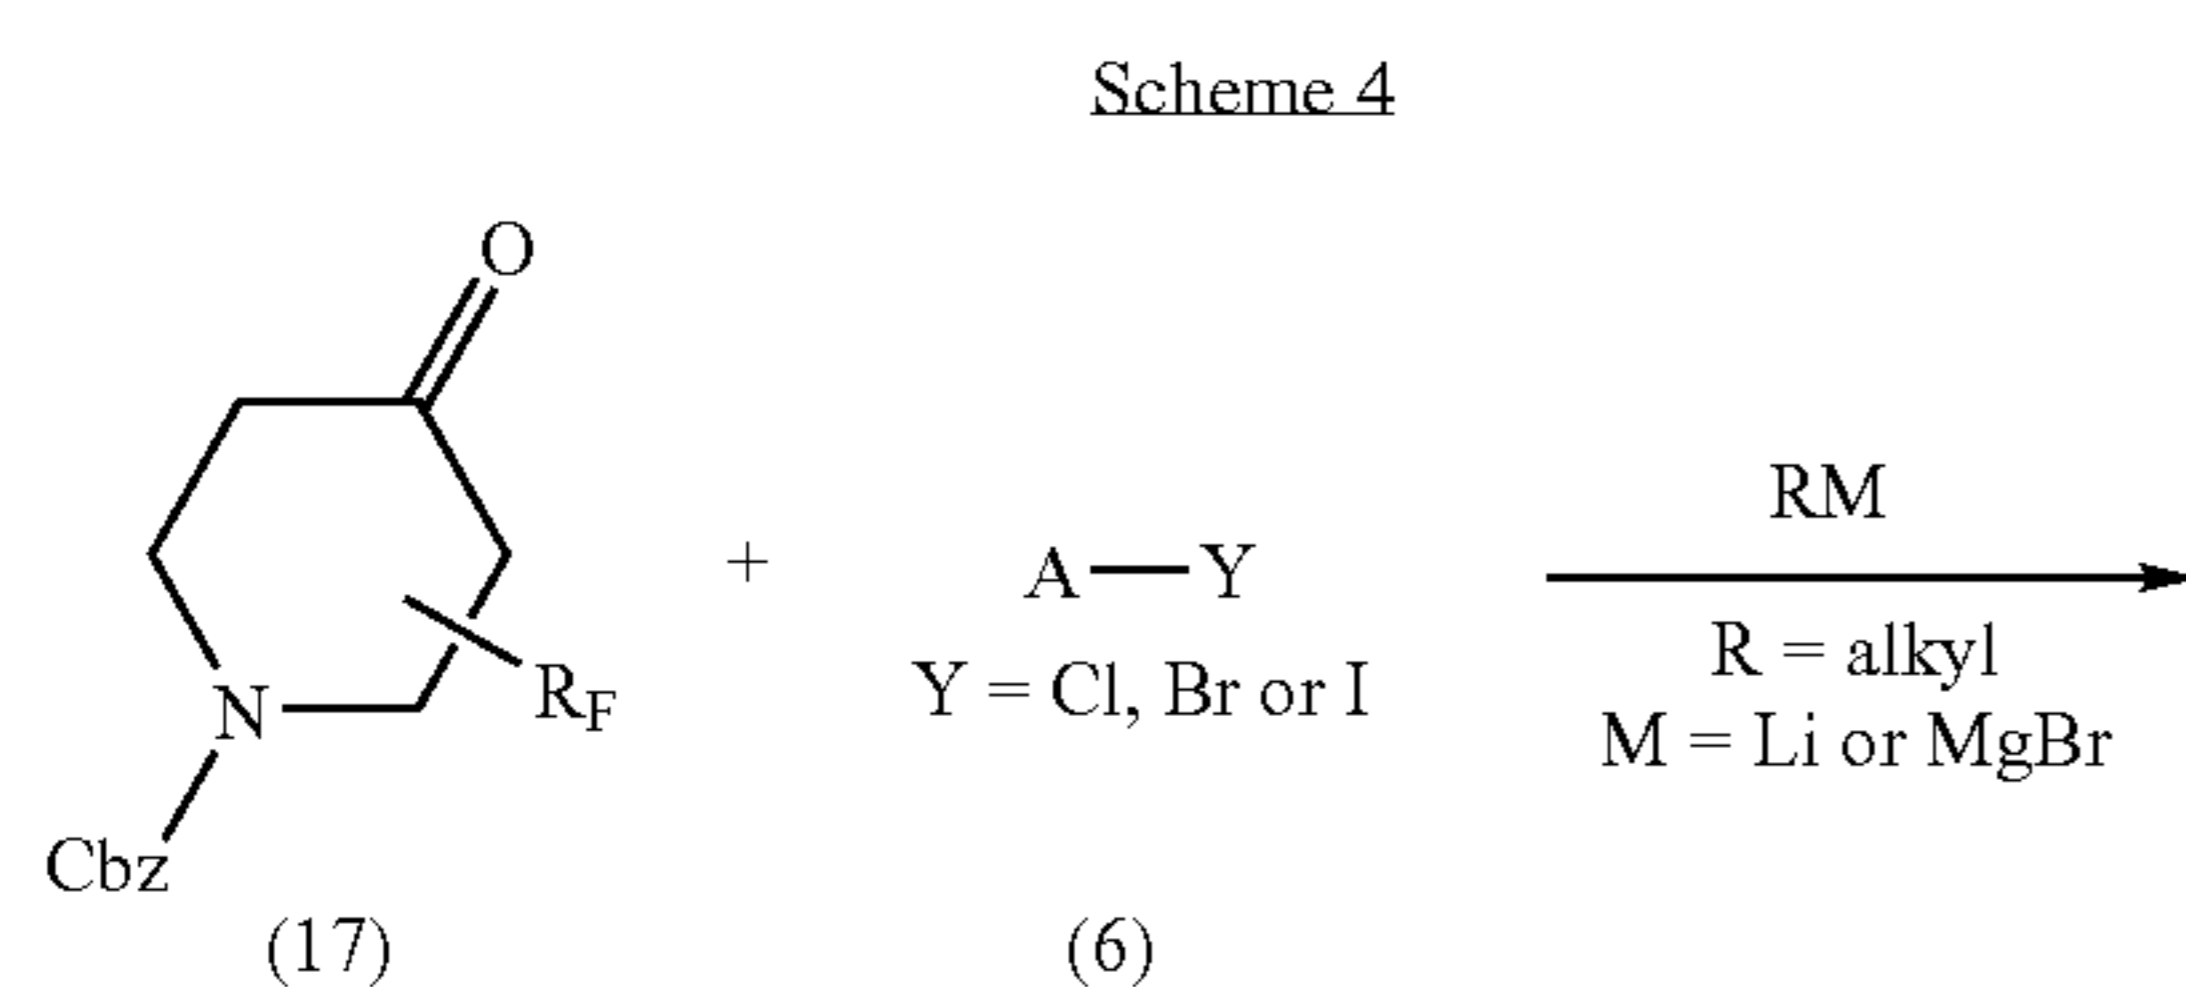 Scheme 4
O
RM
+
A—Y
R = alkyl
N
R_F
Y = Cl, Br or I
M = Li or MgBr
Cbz
(17)
(6)